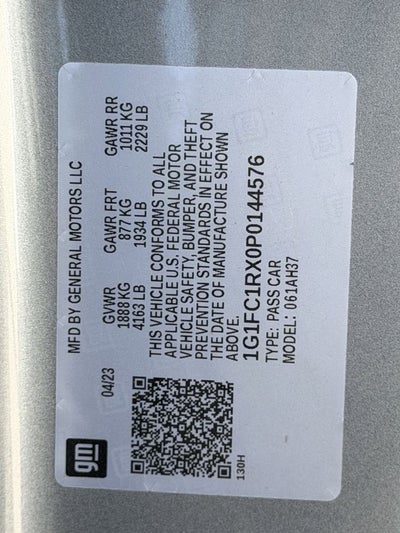 gm
MFD BY GENERAL MOTORS LLC
04/23
GVWR GAWR FRT GAWR RR
1888 KG 877 KG 1011 KG
4163 LB 1934 LB 2229 LB
THIS VEHICLE CONFORMS TO ALL
APPLICABLE U.S. FEDERAL MOTOR
VEHICLE SAFETY, BUMPER, AND THEFT
PREVENTION STANDARDS IN EFFECT ON
THE DATE OF MANUFACTURE SHOWN
ABOVE.
1G1FC1RX0P0144576
TYPE: PASS CAR
MODEL: 061AH37
130H